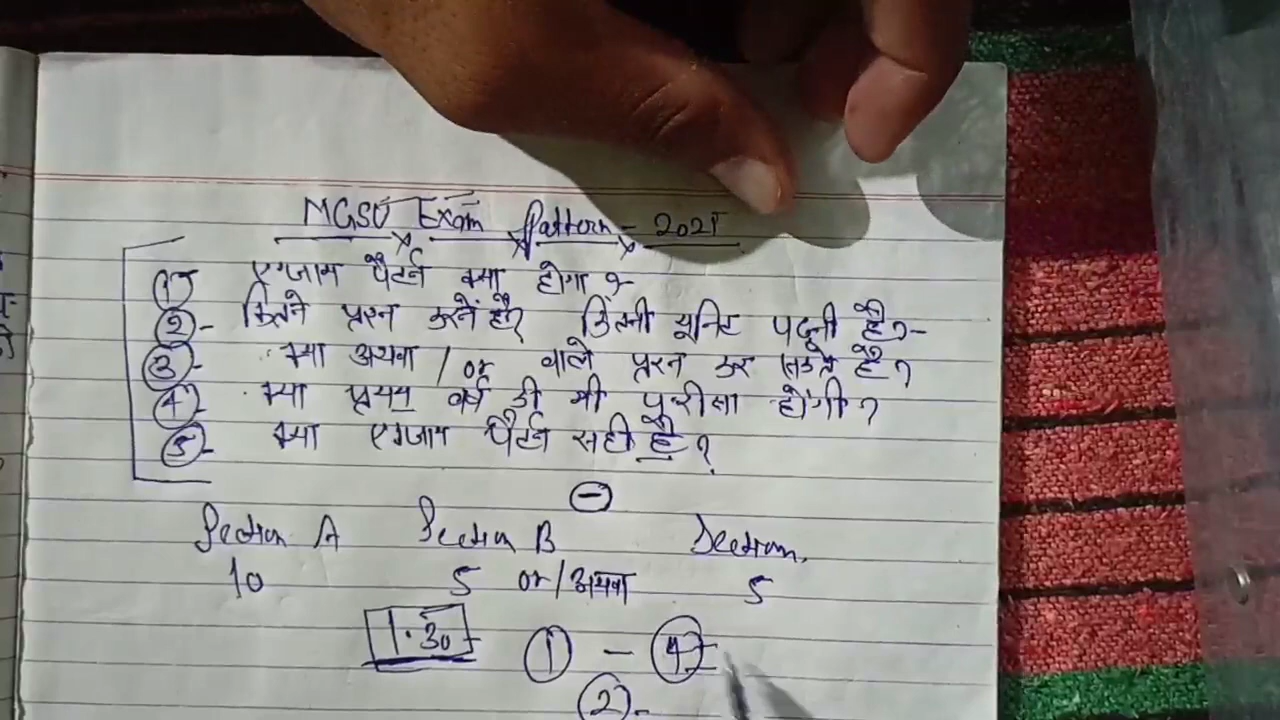 MGSU Exam Pattern - 2021
① एग्जाम पैटर्न क्या होगा ?-
②- कितने प्रश्न करने है? कितनी यूनिट पढ़नी है?-
③- क्या अथवा / or वाले प्रश्न कर सकते है?
④- क्या प्रथम वर्ष की भी परीक्षा होगी?
⑤- क्या एग्जाम पैटर्न सही है?
Section A Section B Section
10 5 or/अथवा 5
1.30 ① - ④
②-